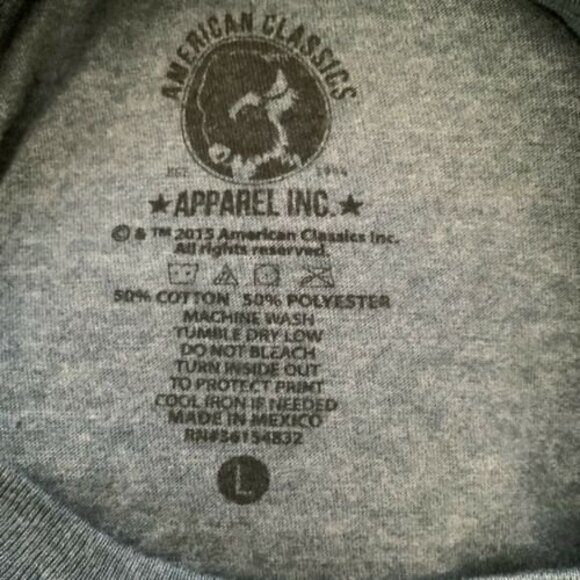 AMERICAN CLASSICS
EST. 1994
★ APPAREL INC. ★
© & ™ 2015 American Classics Inc.
All rights reserved.
50% COTTON 50% POLYESTER
MACHINE WASH
TUMBLE DRY LOW
DO NOT BLEACH
TURN INSIDE OUT
TO PROTECT PRINT
COOL IRON IF NEEDED
MADE IN MEXICO
RN#36154832
L